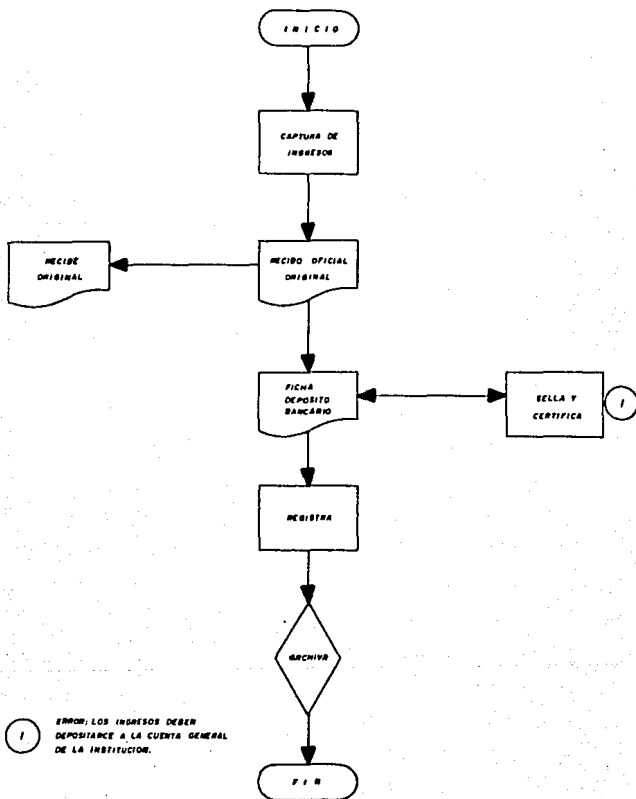 INICIO
CAPTURA DE
INGRESOS
RECIBE
ORIGINAL
RECIBO OFICIAL
ORIGINAL
FICHA
DEPOSITO
BANCÁRIO
SELLA Y
CERTIFICA
1
REGISTRA
ARCHIVA
1
ERROR; LOS INGRESOS DEBEN
DEPOSITARCE A LA CUENTA GENERAL
DE LA INSTITUCION.
FIN